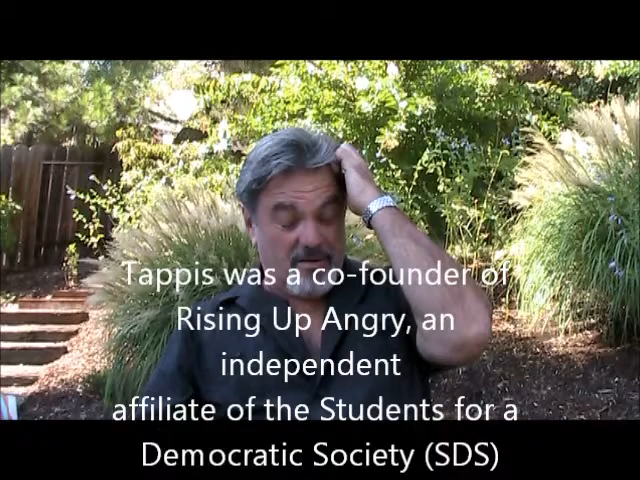 Tappis was a co-founder of
Rising Up Angry, an
independent
affiliate of the Students for a
Democratic Society (SDS)